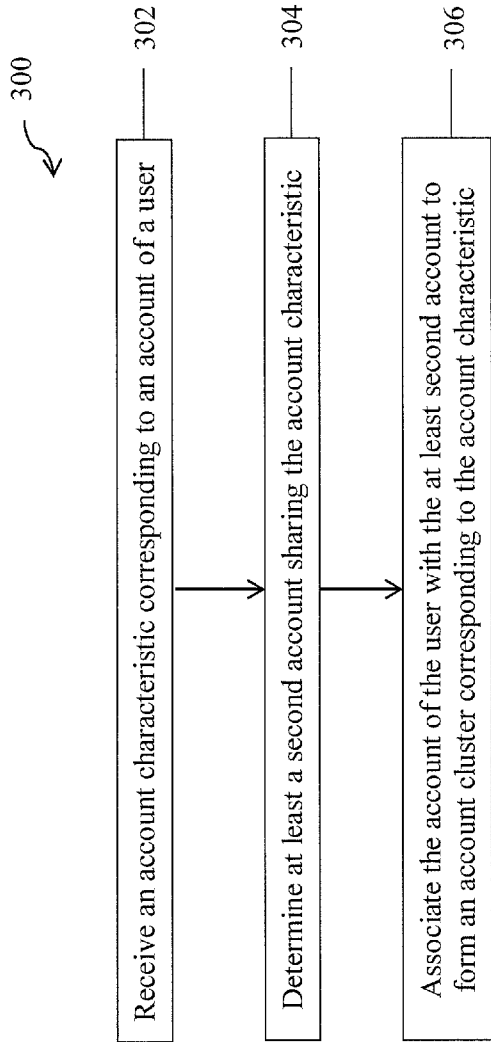 300
Receive an account characteristic corresponding to an account of a user
302
Determine at least a second account sharing the account characteristic
304
Associate the account of the user with the at least second account to
form an account cluster corresponding to the account characteristic
306